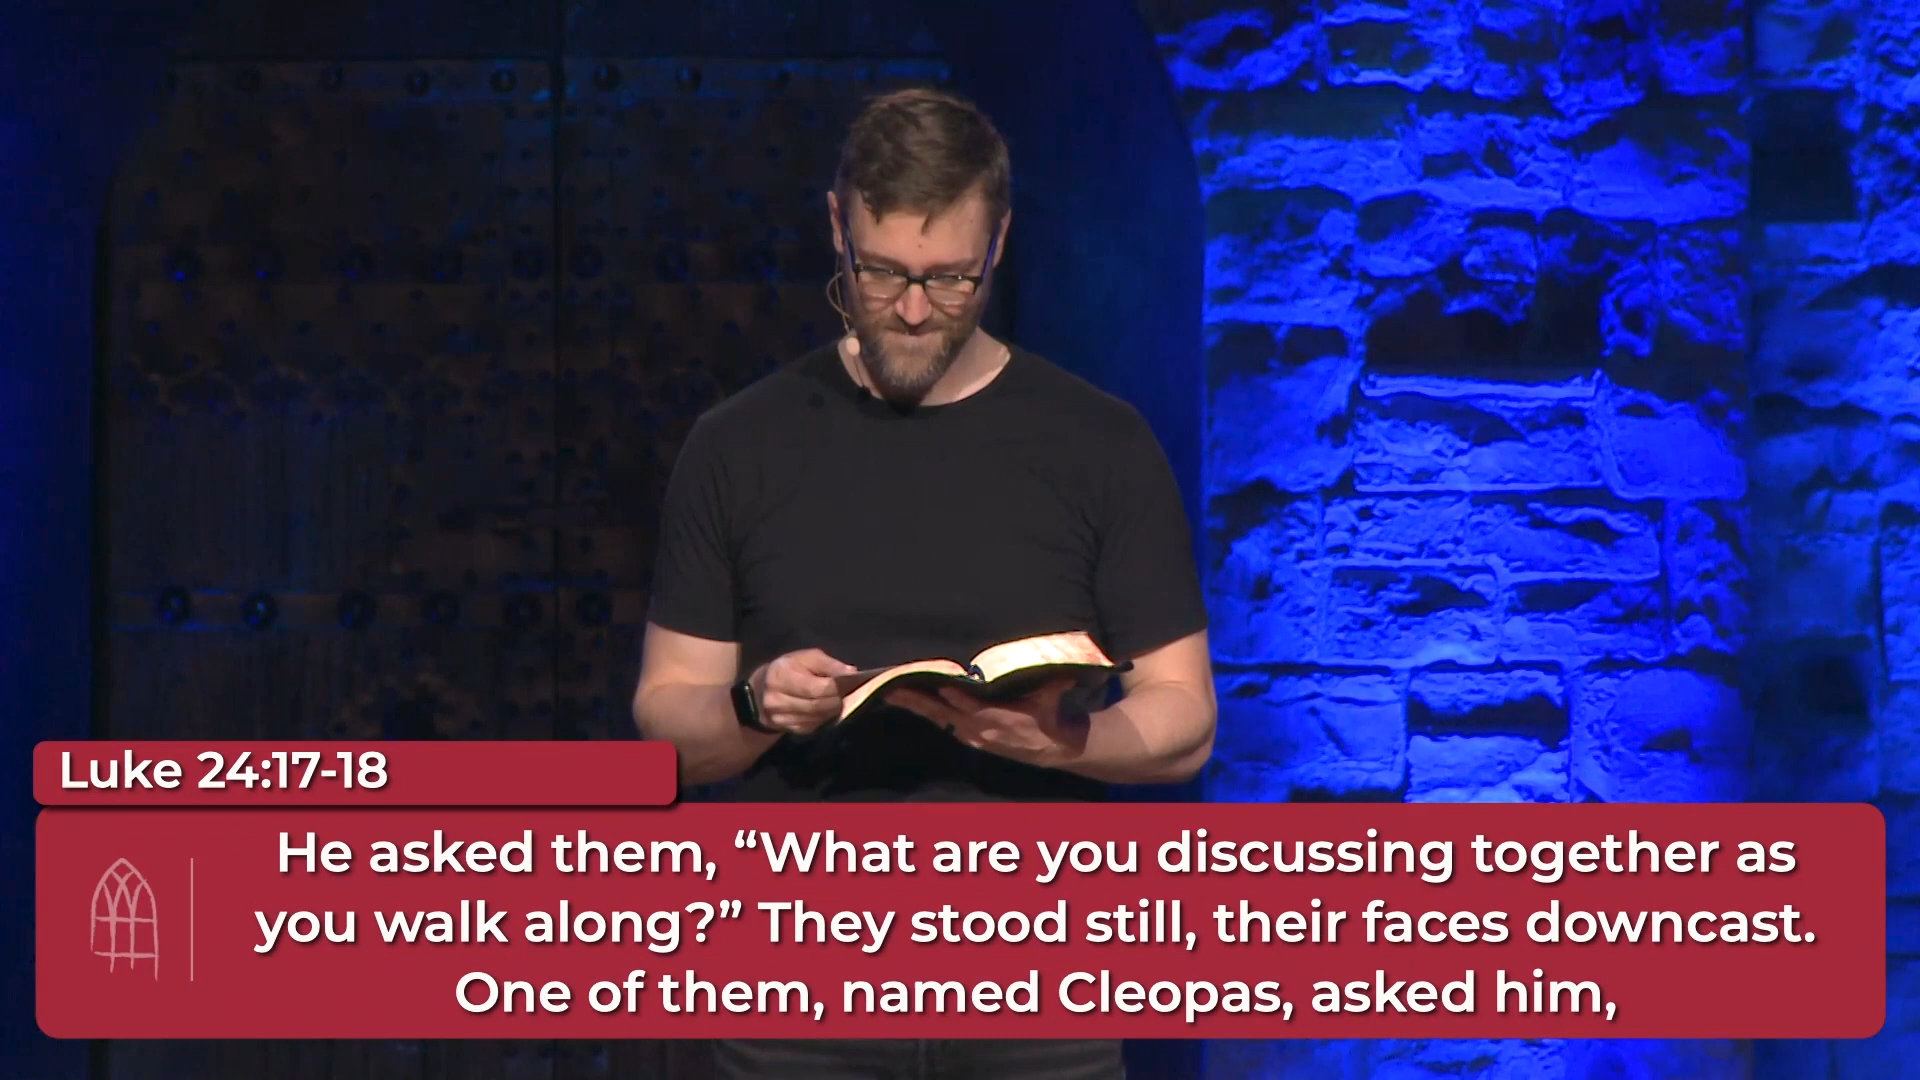 Luke 24:17-18
He asked them, “What are you discussing together as
you walk along?” They stood still, their faces downcast.
One of them, named Cleopas, asked him,